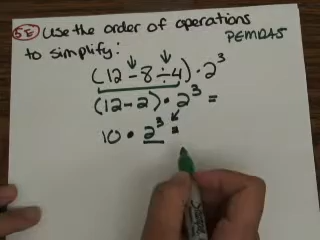 5E Use the order of operations
to simplify: PEMDAS
(12 - 8 ÷ 4) · 2³
(12 - 2) · 2³ =
10 · 2³ =